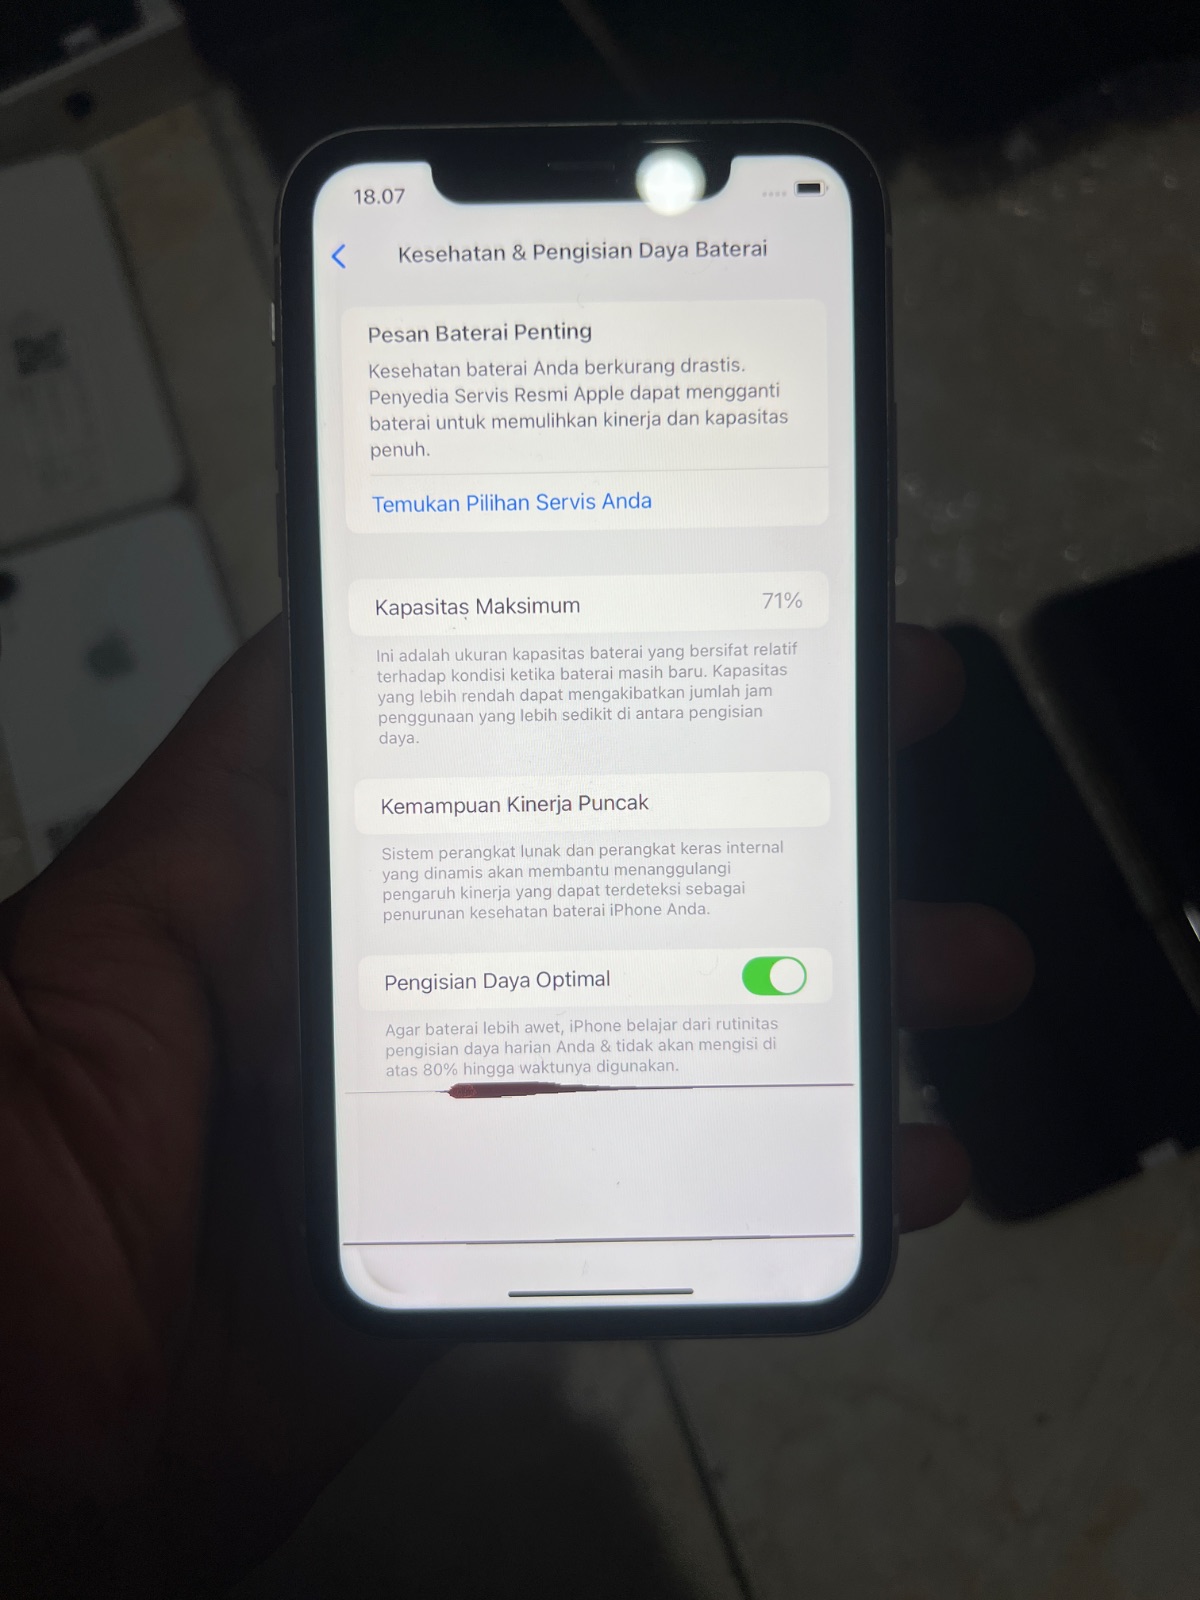 18.07
Kesehatan & Pengisian Daya Baterai
Pesan Baterai Penting
Kesehatan baterai Anda berkurang drastis.
Penyedia Servis Resmi Apple dapat mengganti
baterai untuk memulihkan kinerja dan kapasitas
penuh.
Temukan Pilihan Servis Anda
Kapasitas Maksimum 71%
Ini adalah ukuran kapasitas baterai yang bersifat relatif
terhadap kondisi ketika baterai masih baru. Kapasitas
yang lebih rendah dapat mengakibatkan jumlah jam
penggunaan yang lebih sedikit di antara pengisian
daya.
Kemampuan Kinerja Puncak
Sistem perangkat lunak dan perangkat keras internal
yang dinamis akan membantu menanggulangi
pengaruh kinerja yang dapat terdeteksi sebagai
penurunan kesehatan baterai iPhone Anda.
Pengisian Daya Optimal
Agar baterai lebih awet, iPhone belajar dari rutinitas
pengisian daya harian Anda & tidak akan mengisi di
atas 80% hingga waktunya digunakan.